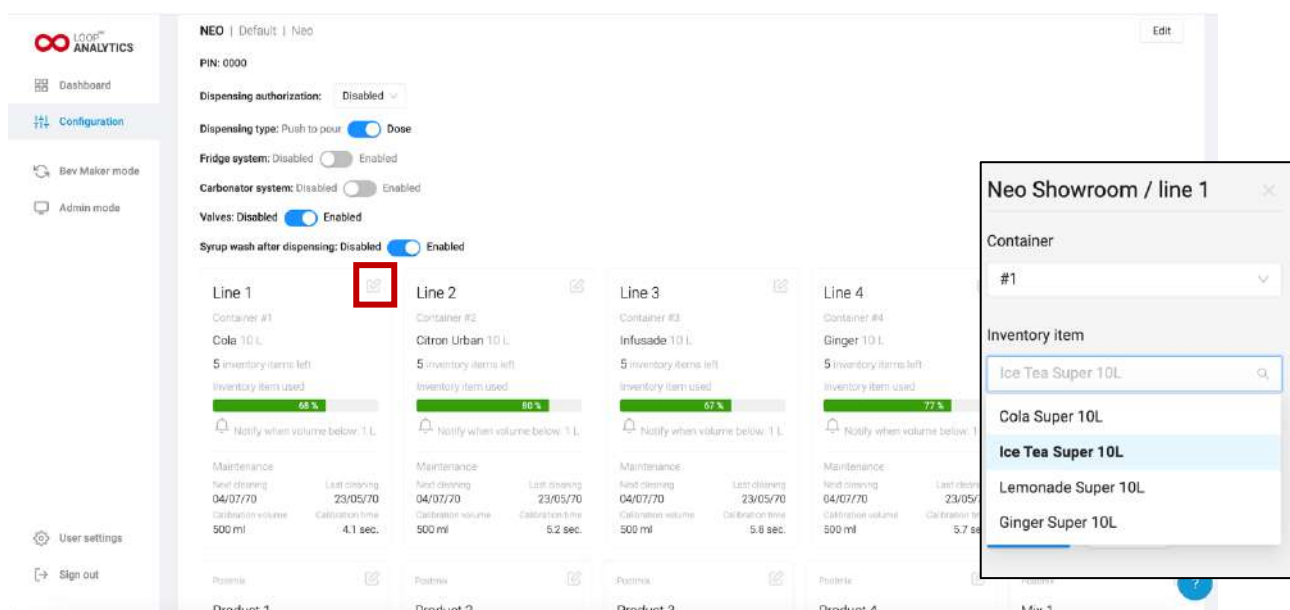 LOOP™
ANALYTICS
Dashboard
Configuration
Bev Maker mode
Admin mode
User settings
Sign out
NEO | Default | Neo
Edit
PIN: 0000
Dispensing authorization: Disabled
Dispensing type: Push to pour Dose
Fridge system: Disabled Enabled
Carbonator system: Disabled Enabled
Valves: Disabled Enabled
Syrup wash after dispensing: Disabled Enabled
Line 1
Container #1
Cola 10 L
5 inventory items left
Inventory item used
68 %
Notify when volume below: 1 L
Maintenance
Next cleaning Last cleaning
04/07/70 23/05/70
Calibration volume Calibration time
500 ml 4.1 sec.
Line 2
Container #2
Citron Urban 10 L
5 inventory items left
Inventory item used
80 %
Notify when volume below: 1 L
Maintenance
Next cleaning Last cleaning
04/07/70 23/05/70
Calibration volume Calibration time
500 ml 5.2 sec.
Line 3
Container #3
Infusade 10 L
5 inventory items left
Inventory item used
67 %
Notify when volume below: 1 L
Maintenance
Next cleaning Last cleaning
04/07/70 23/05/70
Calibration volume Calibration time
500 ml 5.8 sec.
Line 4
Container #4
Ginger 10 L
5 inventory items left
Inventory item used
77 %
Notify when volume below: 1
Maintenance
Next cleaning Last
04/07/70 23/05/
Calibration volume Calibration
500 ml 5.7 se
Postmix
Product 1
Postmix
Product 2
Postmix
Product 3
Postmix
Product 4
Mix 1
?
Neo Showroom / line 1
Container
#1
Inventory item
Ice Tea Super 10L
Cola Super 10L
Ice Tea Super 10L
Lemonade Super 10L
Ginger Super 10L